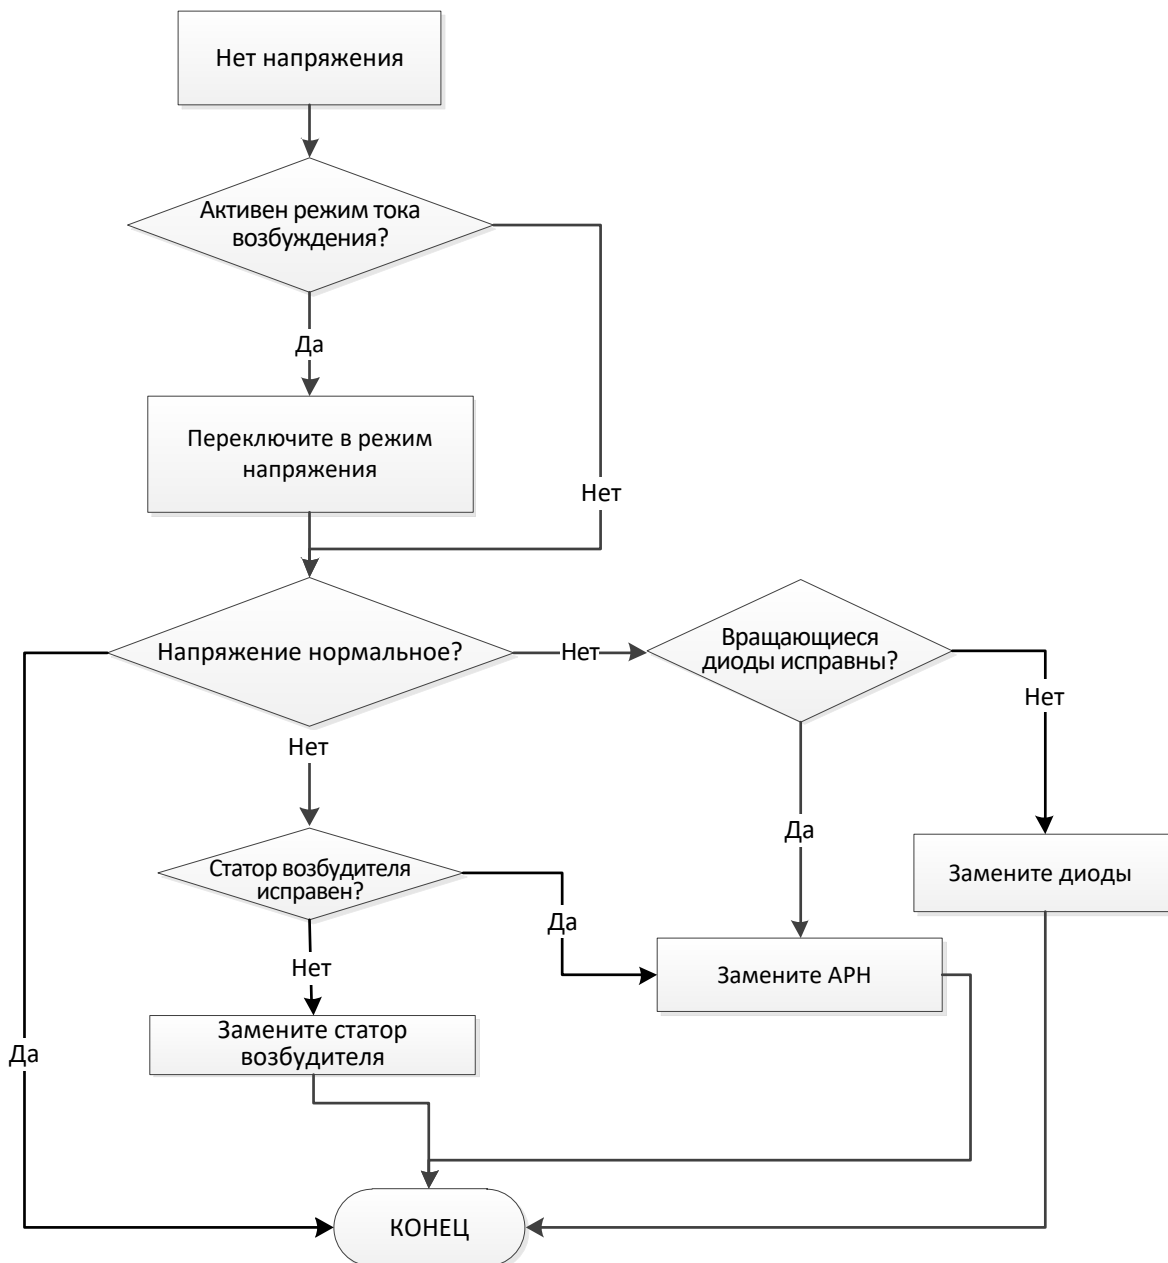 Нет напряжения
Активен режим тока
возбуждения?
Да
Переключите в режим
напряжения
Нет
Напряжение нормальное?
Нет
Вращающиеся
диоды исправны?
Нет
Нет
Да
Статор возбудителя
исправен?
Да
Замените диоды
Нет
Замените АРН
Замените статор
возбудителя
Да
КОНЕЦ